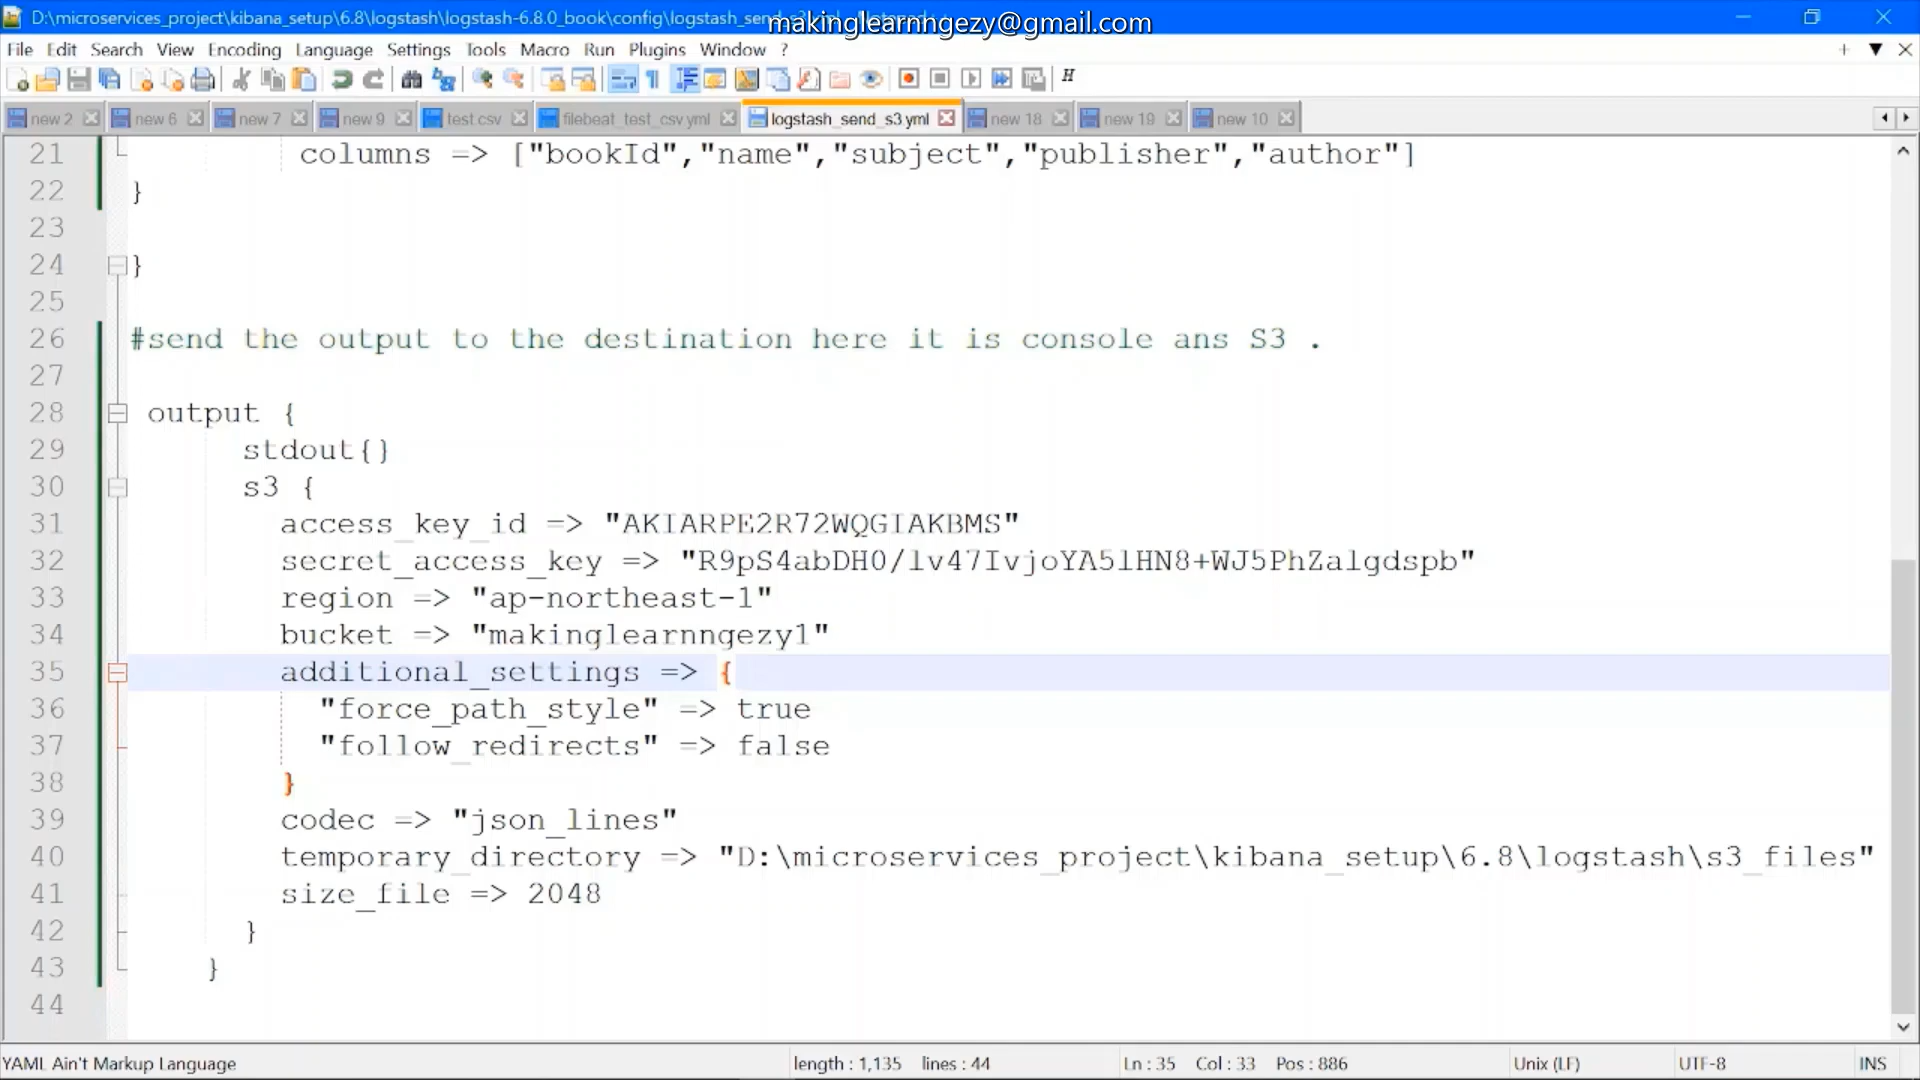 D:\microservices_project\kibana_setup\6.8\logstash\logstash-6.8.0_book\config\logstash_send_
makinglearnngezy@gmail.com
File Edit Search View Encoding Language Settings Tools Macro Run Plugins Window ?
new 2 new 6 new 7 new 9 test csv filebeat_test_csv.yml logstash_send_s3.yml new 18 new 19 new 10
21 columns => ["bookId","name","subject","publisher","author"]
22 }
23
24 }
25
26 #send the output to the destination here it is console ans S3 .
27
28 output {
29 stdout{}
30 s3 {
31 access_key_id => "AKIARPE2R72WQGIAKBMS"
32 secret_access_key =>
33 region => "ap-northeast-1"
34 bucket => "makinglearnngezy1"
35 additional_settings => {
36 "force_path_style" => true
37 "follow_redirects" => false
38 }
39 codec => "json_lines"
40 temporary_directory => "D:\microservices_project\kibana_setup\6.8\logstash\s3_files"
41 size_file => 2048
42 }
43 }
44
YAML Ain't Markup Language length : 1,135 lines : 44 Ln : 35 Col : 33 Pos : 886 Unix (LF) UTF-8 INS